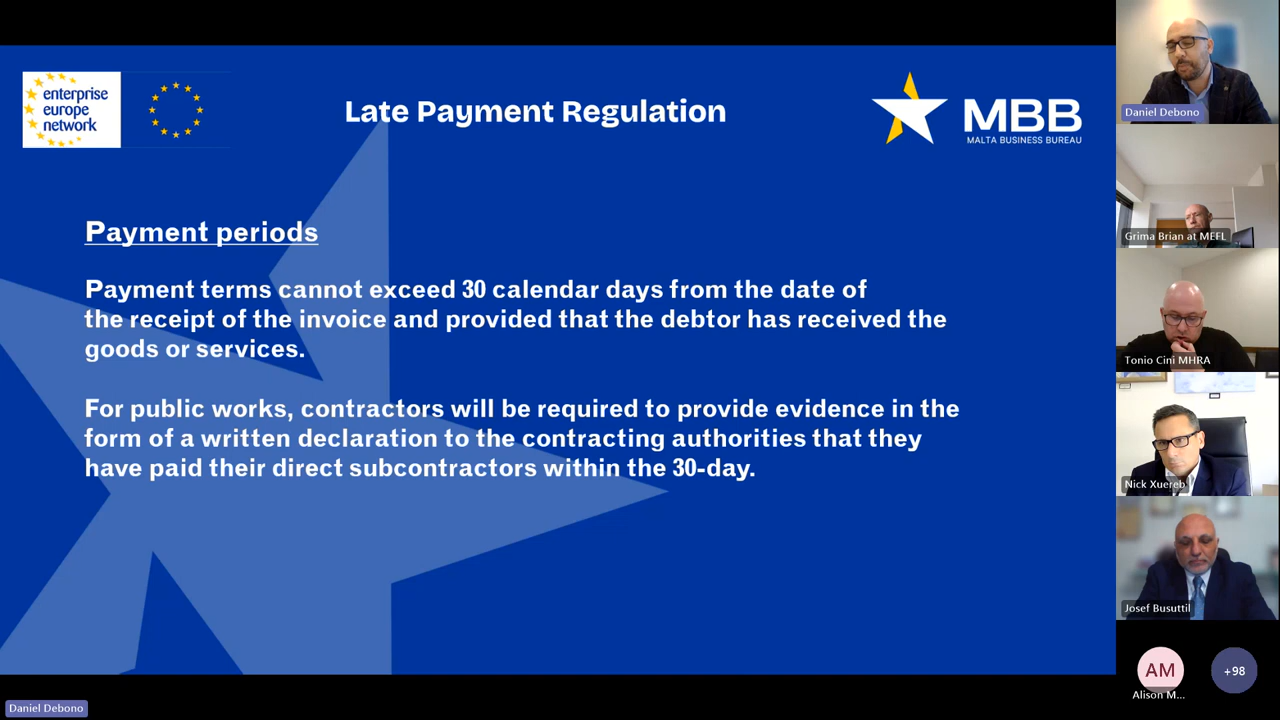 enterprise
europe
network
Late Payment Regulation
MBB
MALTA BUSINESS BUREAU
Payment periods
Payment terms cannot exceed 30 calendar days from the date of
the receipt of the invoice and provided that the debtor has received the
goods or services.
For public works, contractors will be required to provide evidence in the
form of a written declaration to the contracting authorities that they
have paid their direct subcontractors within the 30-day.
Daniel Debono
Daniel Debono
Grima Brian at MEFL
Tonio Cini MHRA
Nick Xuereb
Josef Busuttil
AM
Alison M...
+98